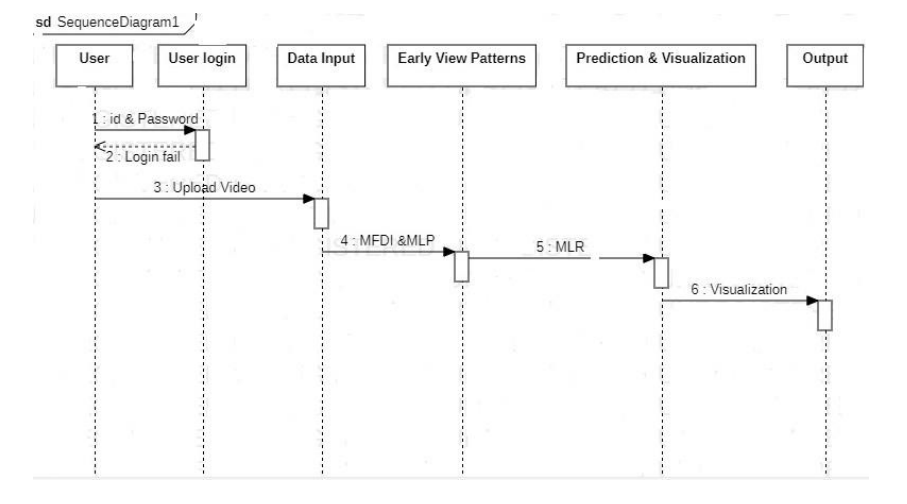 sd SequenceDiagram1
User
User login
Data Input
Early View Patterns
Prediction & Visualization
Output
1 : id & Password
2 : Login fail
3 : Upload Video
4 : MFDI &MLP
5 : MLR
6 : Visualization